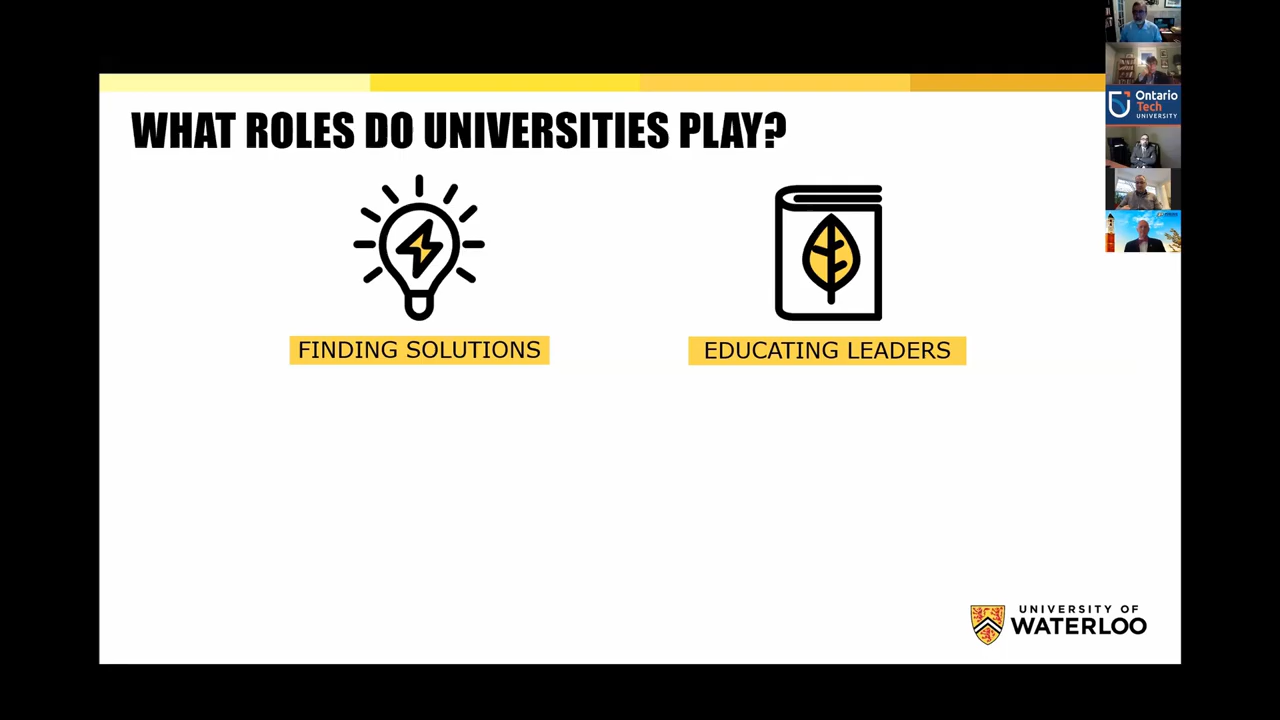 WHAT ROLES DO UNIVERSITIES PLAY?
FINDING SOLUTIONS
EDUCATING LEADERS
Ontario
Tech
UNIVERSITY
UNIVERSITY OF
WATERLOO